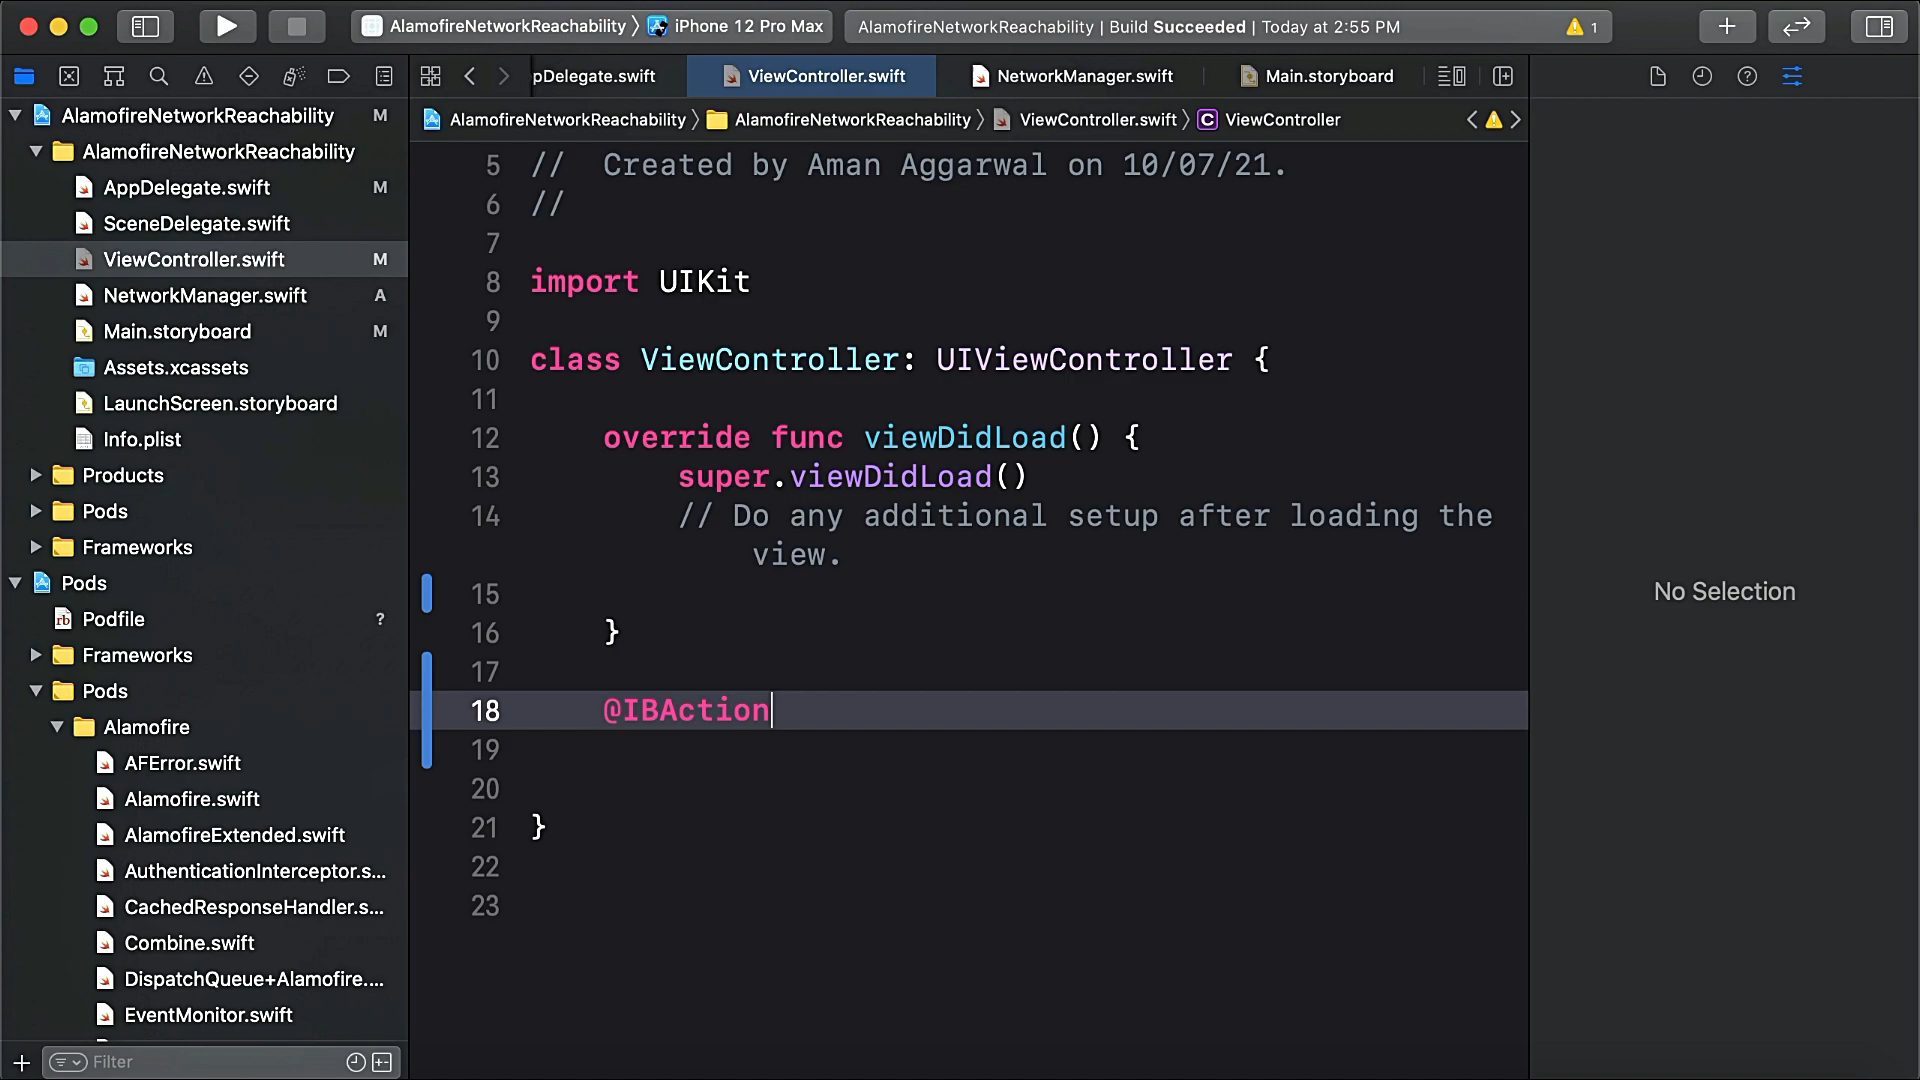 AlamofireNetworkReachability 〉 iPhone 12 Pro Max
AlamofireNetworkReachability | Build Succeeded | Today at 2:55 PM
1
pDelegate.swift
ViewController.swift
NetworkManager.swift
Main.storyboard
AlamofireNetworkReachability 〉 AlamofireNetworkReachability 〉 ViewController.swift 〉 C ViewController
AlamofireNetworkReachability M
AlamofireNetworkReachability
AppDelegate.swift M
SceneDelegate.swift
ViewController.swift M
NetworkManager.swift A
Main.storyboard M
Assets.xcassets
LaunchScreen.storyboard
Info.plist
Products
Pods
Frameworks
Pods
rb Podfile ?
Frameworks
Pods
Alamofire
AFError.swift
Alamofire.swift
AlamofireExtended.swift
AuthenticationInterceptor.s...
CachedResponseHandler.s...
Combine.swift
DispatchQueue+Alamofire....
EventMonitor.swift
Filter
5 //  Created by Aman Aggarwal on 10/07/21.
6 //
7
8 import UIKit
9
10 class ViewController: UIViewController {
11
12     override func viewDidLoad() {
13         super.viewDidLoad()
14         // Do any additional setup after loading the
view.
15
16     }
17
18     @IBAction
19
20
21 }
22
23
No Selection